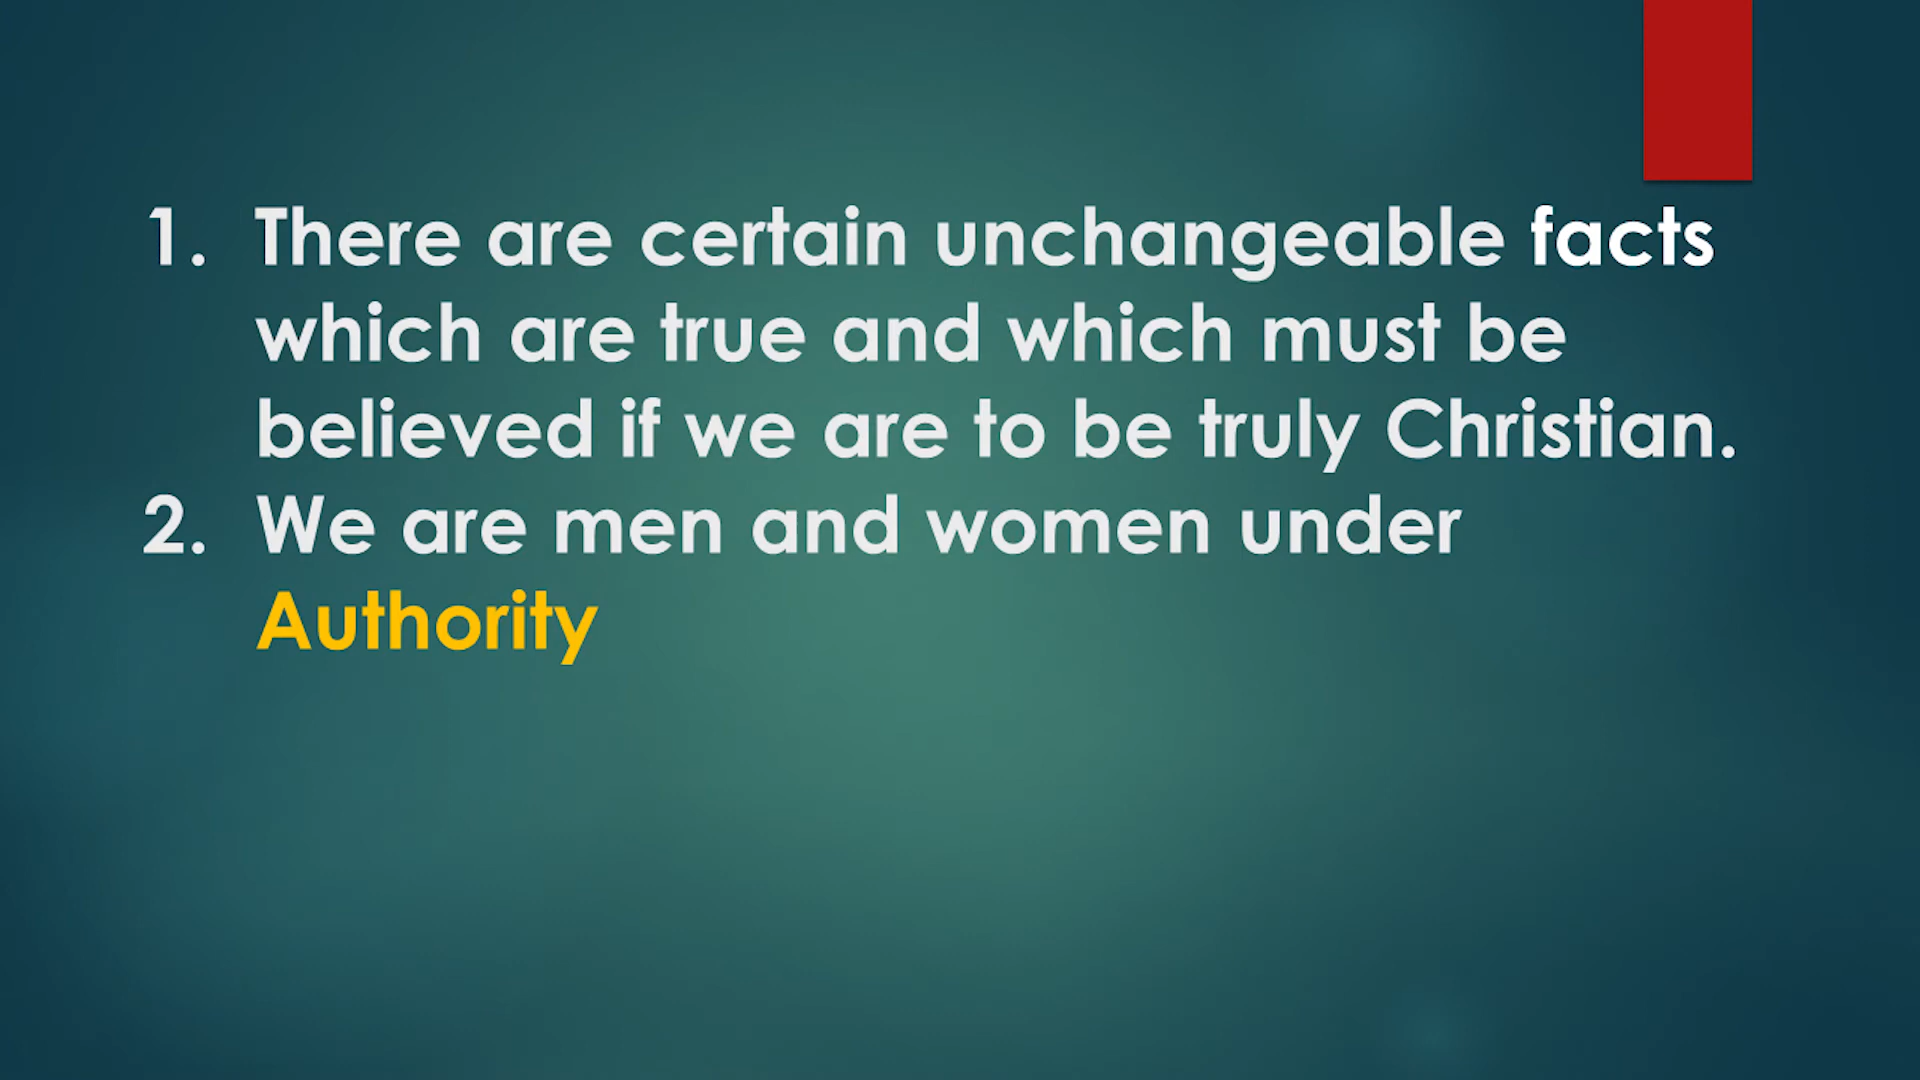 1. There are certain unchangeable facts
which are true and which must be
believed if we are to be truly Christian.
2. We are men and women under
Authority